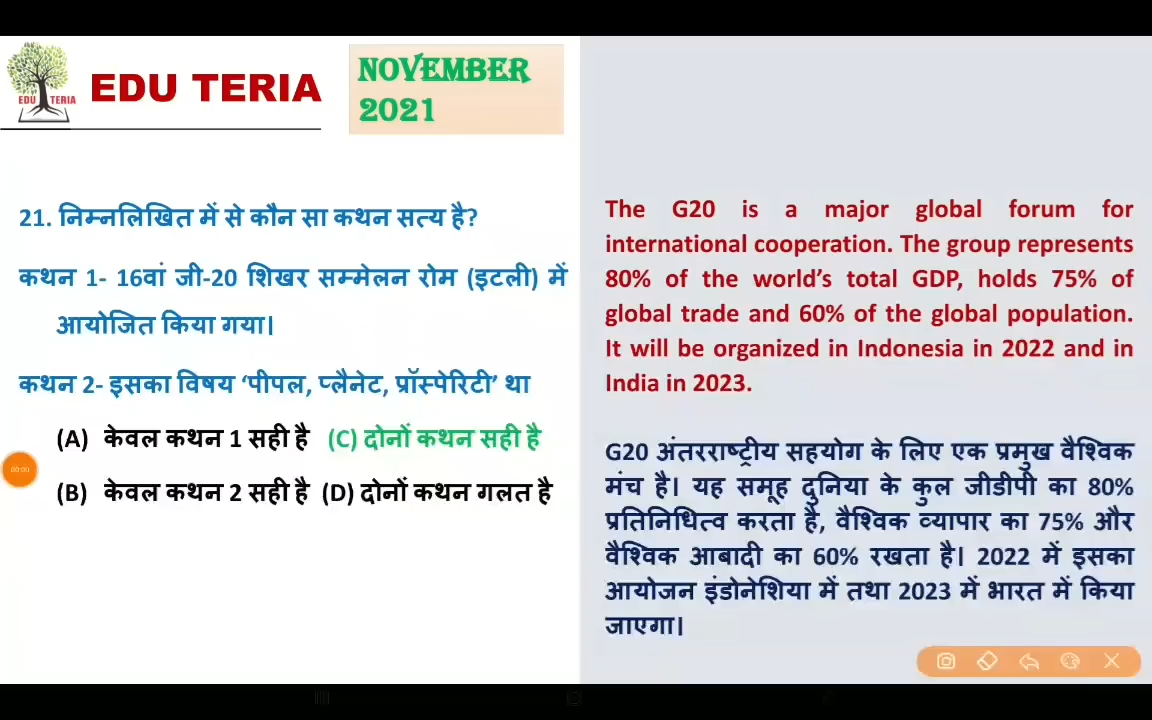 EDU TERIA
EDU TERIA
NOVEMBER
2021
21. निम्नलिखित में से कौन सा कथन सत्य है?
कथन 1- 16वां जी-20 शिखर सम्मेलन रोम (इटली) में
आयोजित किया गया।
कथन 2- इसका विषय ‘पीपल, प्लैनेट, प्रॉस्पेरिटी’ था
(A) केवल कथन 1 सही है (C) दोनों कथन सही है
(B) केवल कथन 2 सही है (D) दोनों कथन गलत है
00:00
The G20 is a major global forum for
international cooperation. The group represents
80% of the world’s total GDP, holds 75% of
global trade and 60% of the global population.
It will be organized in Indonesia in 2022 and in
India in 2023.
G20 अंतरराष्ट्रीय सहयोग के लिए एक प्रमुख वैश्विक
मंच है। यह समूह दुनिया के कुल जीडीपी का 80%
प्रतिनिधित्व करता है, वैश्विक व्यापार का 75% और
वैश्विक आबादी का 60% रखता है। 2022 में इसका
आयोजन इंडोनेशिया में तथा 2023 में भारत में किया
जाएगा।